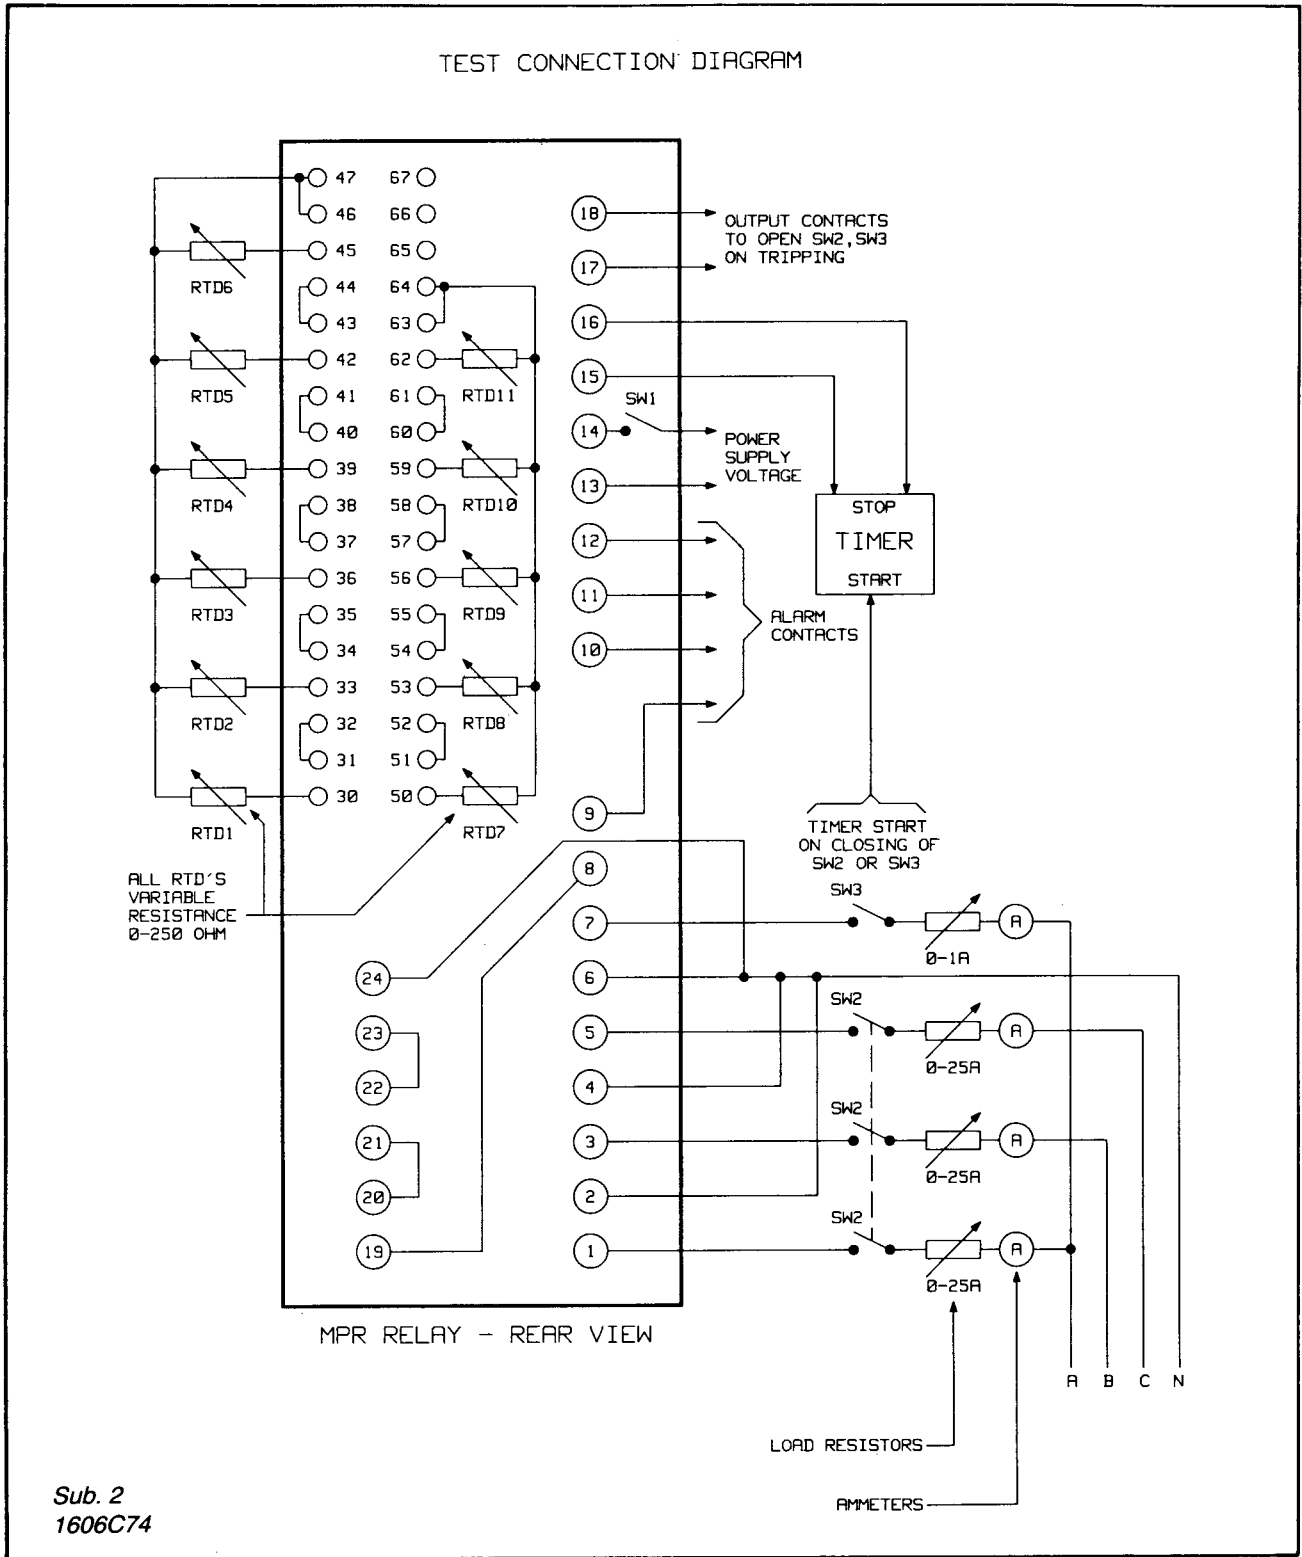 TEST CONNECTION DIAGRAM
47 67
46 66
18
OUTPUT CONTACTS
TO OPEN SW2,SW3
ON TRIPPING
45 65
17
RTD6
44 64
43 63
16
42 62
15
RTD5
RTD11
41 61
SW1
40 60
14
POWER
SUPPLY
VOLTAGE
39 59
13
RTD4
RTD10
38 58
STOP
TIMER
START
37 57
12
36 56
11
RTD3
RTD9
35 55
ALARM
CONTACTS
34 54
10
33 53
RTD2
RTD8
32 52
31 51
30 50
9
RTD1
RTD7
TIMER START
ON CLOSING OF
SW2 OR SW3
ALL RTD'S
VARIABLE
RESISTANCE
0-250 OHM
8
SW3
7
A
0-1A
24
6
SW2
23
5
A
0-25A
22
4
SW2
21
3
A
0-25A
20
2
SW2
19
1
A
0-25A
MPR RELAY - REAR VIEW
A B C N
LOAD RESISTORS
AMMETERS
Sub. 2
1606C74